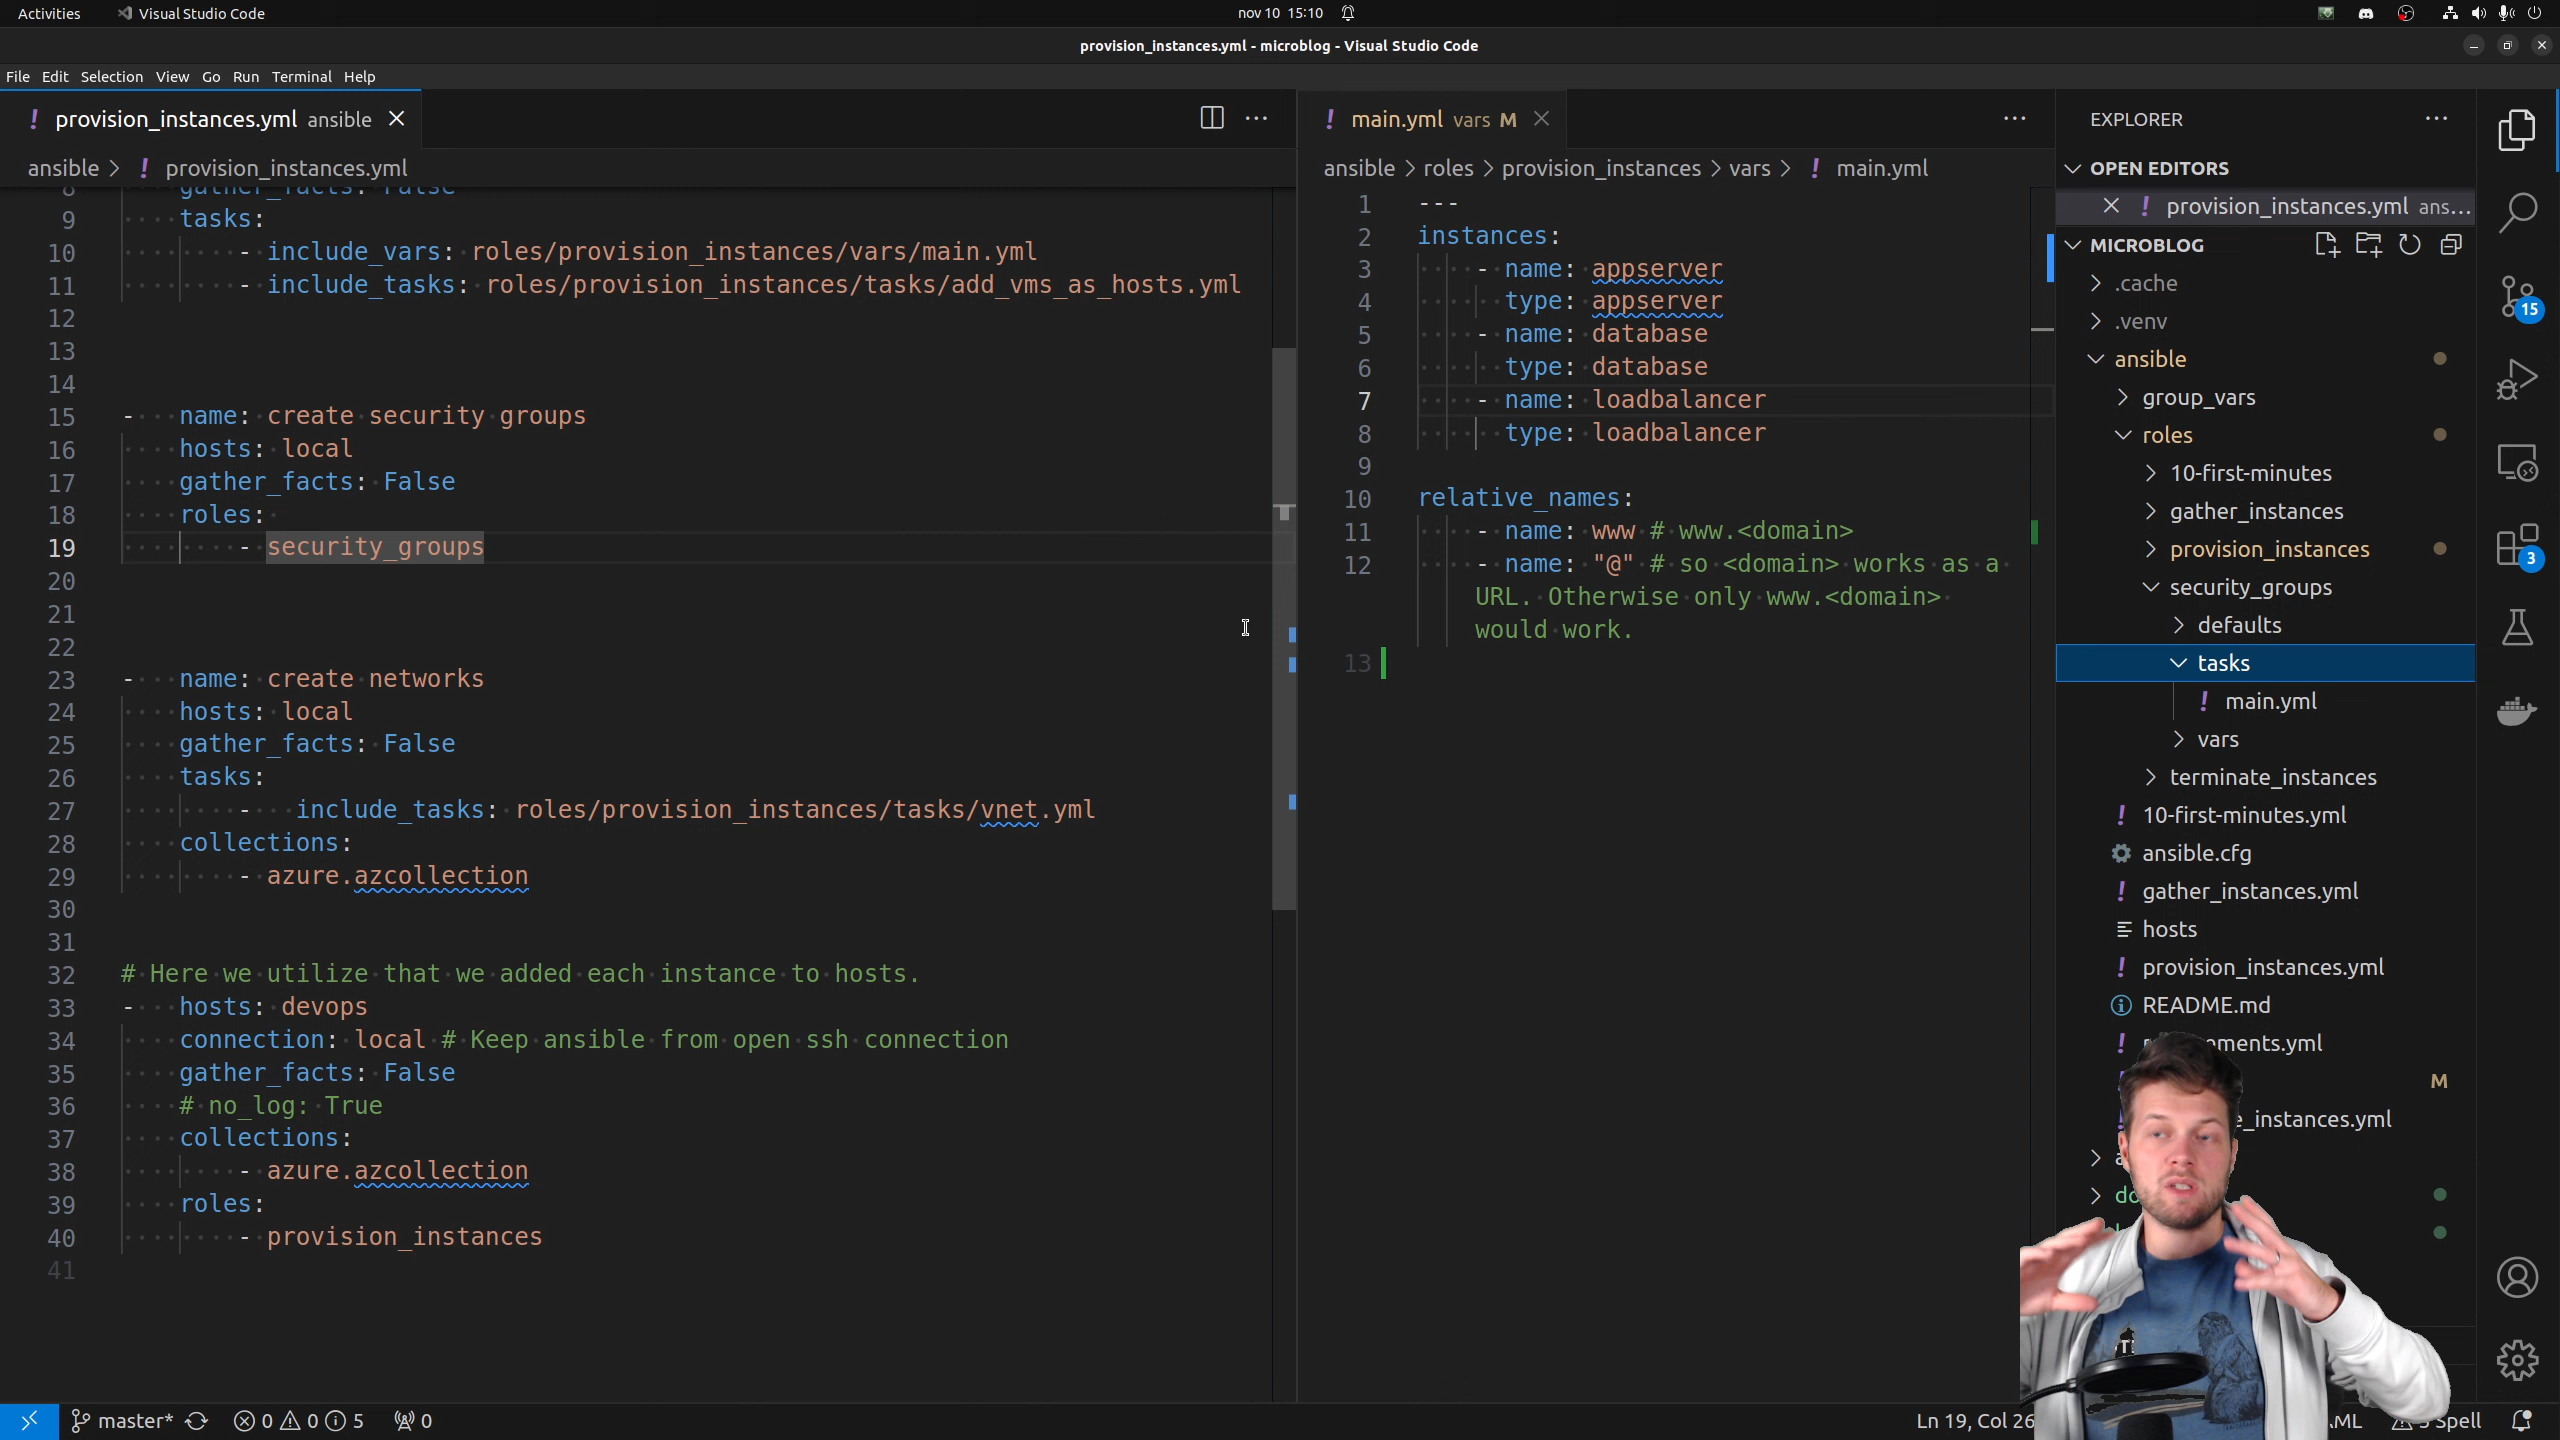 Activities
Visual Studio Code
nov 10 15:10
provision_instances.yml - microblog - Visual Studio Code
File Edit Selection View Go Run Terminal Help
! provision_instances.yml ansible
ansible > ! provision_instances.yml
8 gather_facts: False
9 tasks:
10 - include_vars: roles/provision_instances/vars/main.yml
11 - include_tasks: roles/provision_instances/tasks/add_vms_as_hosts.yml
12
13
14
15 - name: create security groups
16 hosts: local
17 gather_facts: False
18 roles:
19 - security_groups
20
21
22
23 - name: create networks
24 hosts: local
25 gather_facts: False
26 tasks:
27 - include_tasks: roles/provision_instances/tasks/vnet.yml
28 collections:
29 - azure.azcollection
30
31
32 # Here we utilize that we added each instance to hosts.
33 - hosts: devops
34 connection: local # Keep ansible from open ssh connection
35 gather_facts: False
36 # no_log: True
37 collections:
38 - azure.azcollection
39 roles:
40 - provision_instances
41
! main.yml vars M
ansible > roles > provision_instances > vars > ! main.yml
1 ---
2 instances:
3 - name: appserver
4 type: appserver
5 - name: database
6 type: database
7 - name: loadbalancer
8 type: loadbalancer
9
10 relative_names:
11 - name: www # www.<domain>
12 - name: "@" # so <domain> works as a
URL. Otherwise only www.<domain>
would work.
13
EXPLORER
OPEN EDITORS
! provision_instances.yml ans...
MICROBLOG
.cache
.venv
ansible
group_vars
roles
10-first-minutes
gather_instances
provision_instances
security_groups
defaults
tasks
! main.yml
vars
terminate_instances
! 10-first-minutes.yml
ansible.cfg
! gather_instances.yml
hosts
! provision_instances.yml
README.md
M
15
3
master*
0 0 5
0
Ln 19, Col 26
Spell